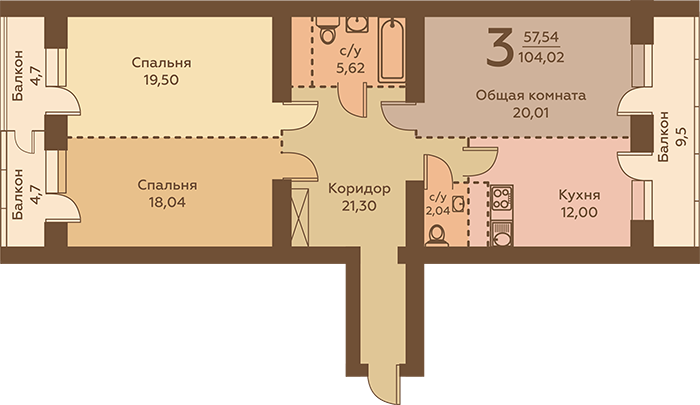 Балкон
4,7
Спальня
19,50
с/у
5,62
3
57,54
104,02
Общая комната
20,01
Балкон
9,5
Балкон
4,7
Спальня
18,04
Коридор
21,30
с/у
2,04
Кухня
12,00